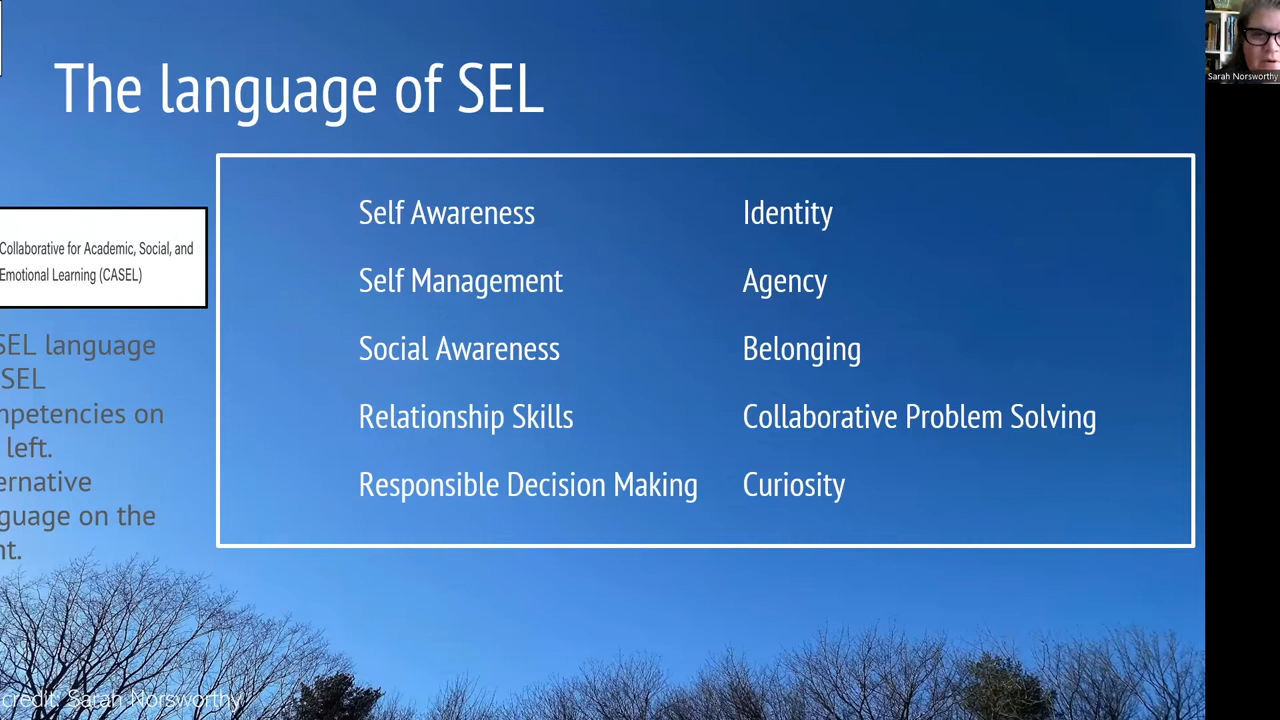 The language of SEL
Sarah Norsworthy
Self Awareness
Identity
Self Management
Agency
Social Awareness
Belonging
Relationship Skills
Collaborative Problem Solving
Responsible Decision Making
Curiosity
Collaborative for Academic, Social, and
Emotional Learning (CASEL)
SEL language
SEL
mpetencies on
left.
ernative
guage on the
nt.
credit: Sarah Norsworthy